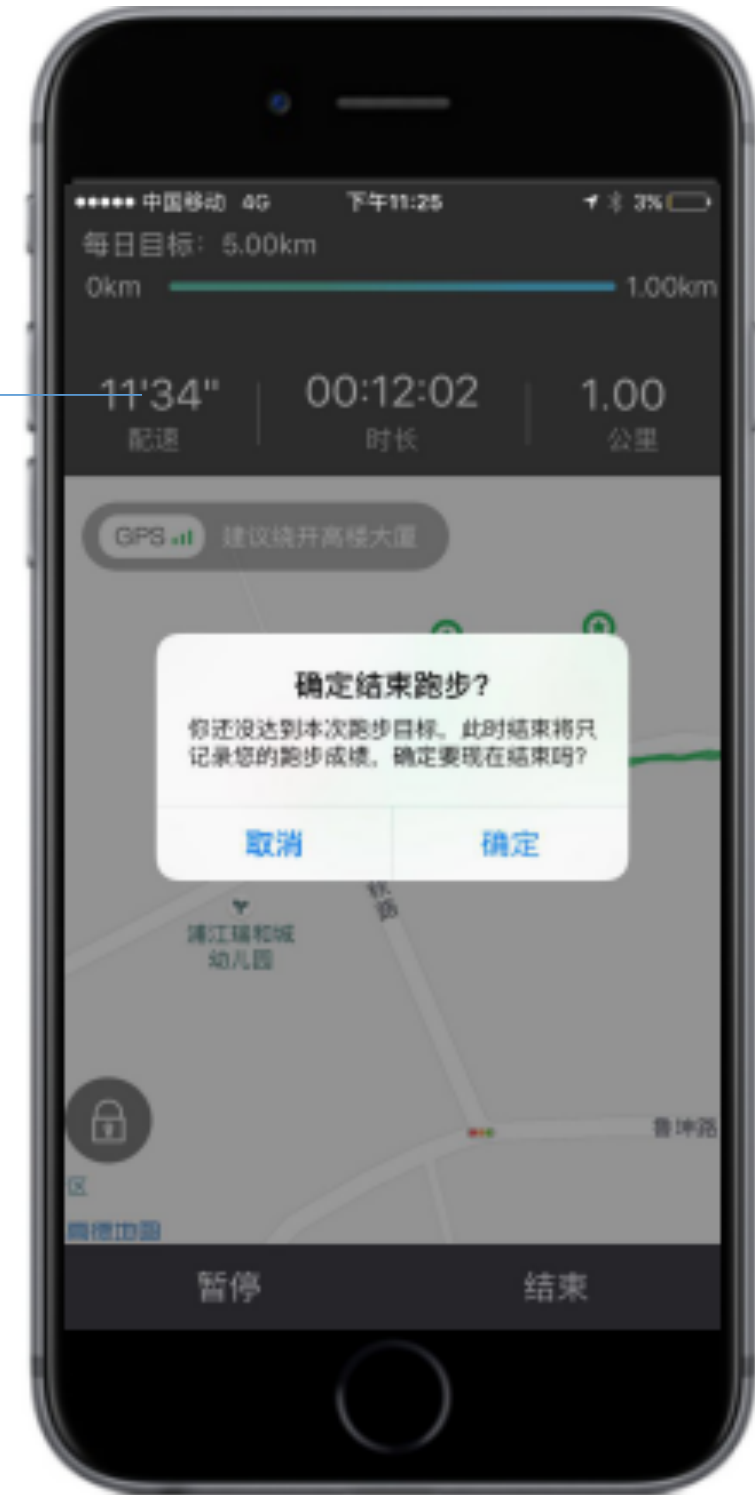 中国移动 4G 下午11:25 3%
每日目标: 5.00km
0km 1.00km
11'34" 00:12:02 1.00
配速 时长 公里
GPS 建议绕开高楼大厦
确定结束跑步?
你还没达到本次跑步目标。此时结束将只
记录您的跑步成绩。确定要现在结束吗?
取消 确定
秋
路
浦江瑞和城
幼儿园
鲁坤路
区
高德地图
暂停 结束